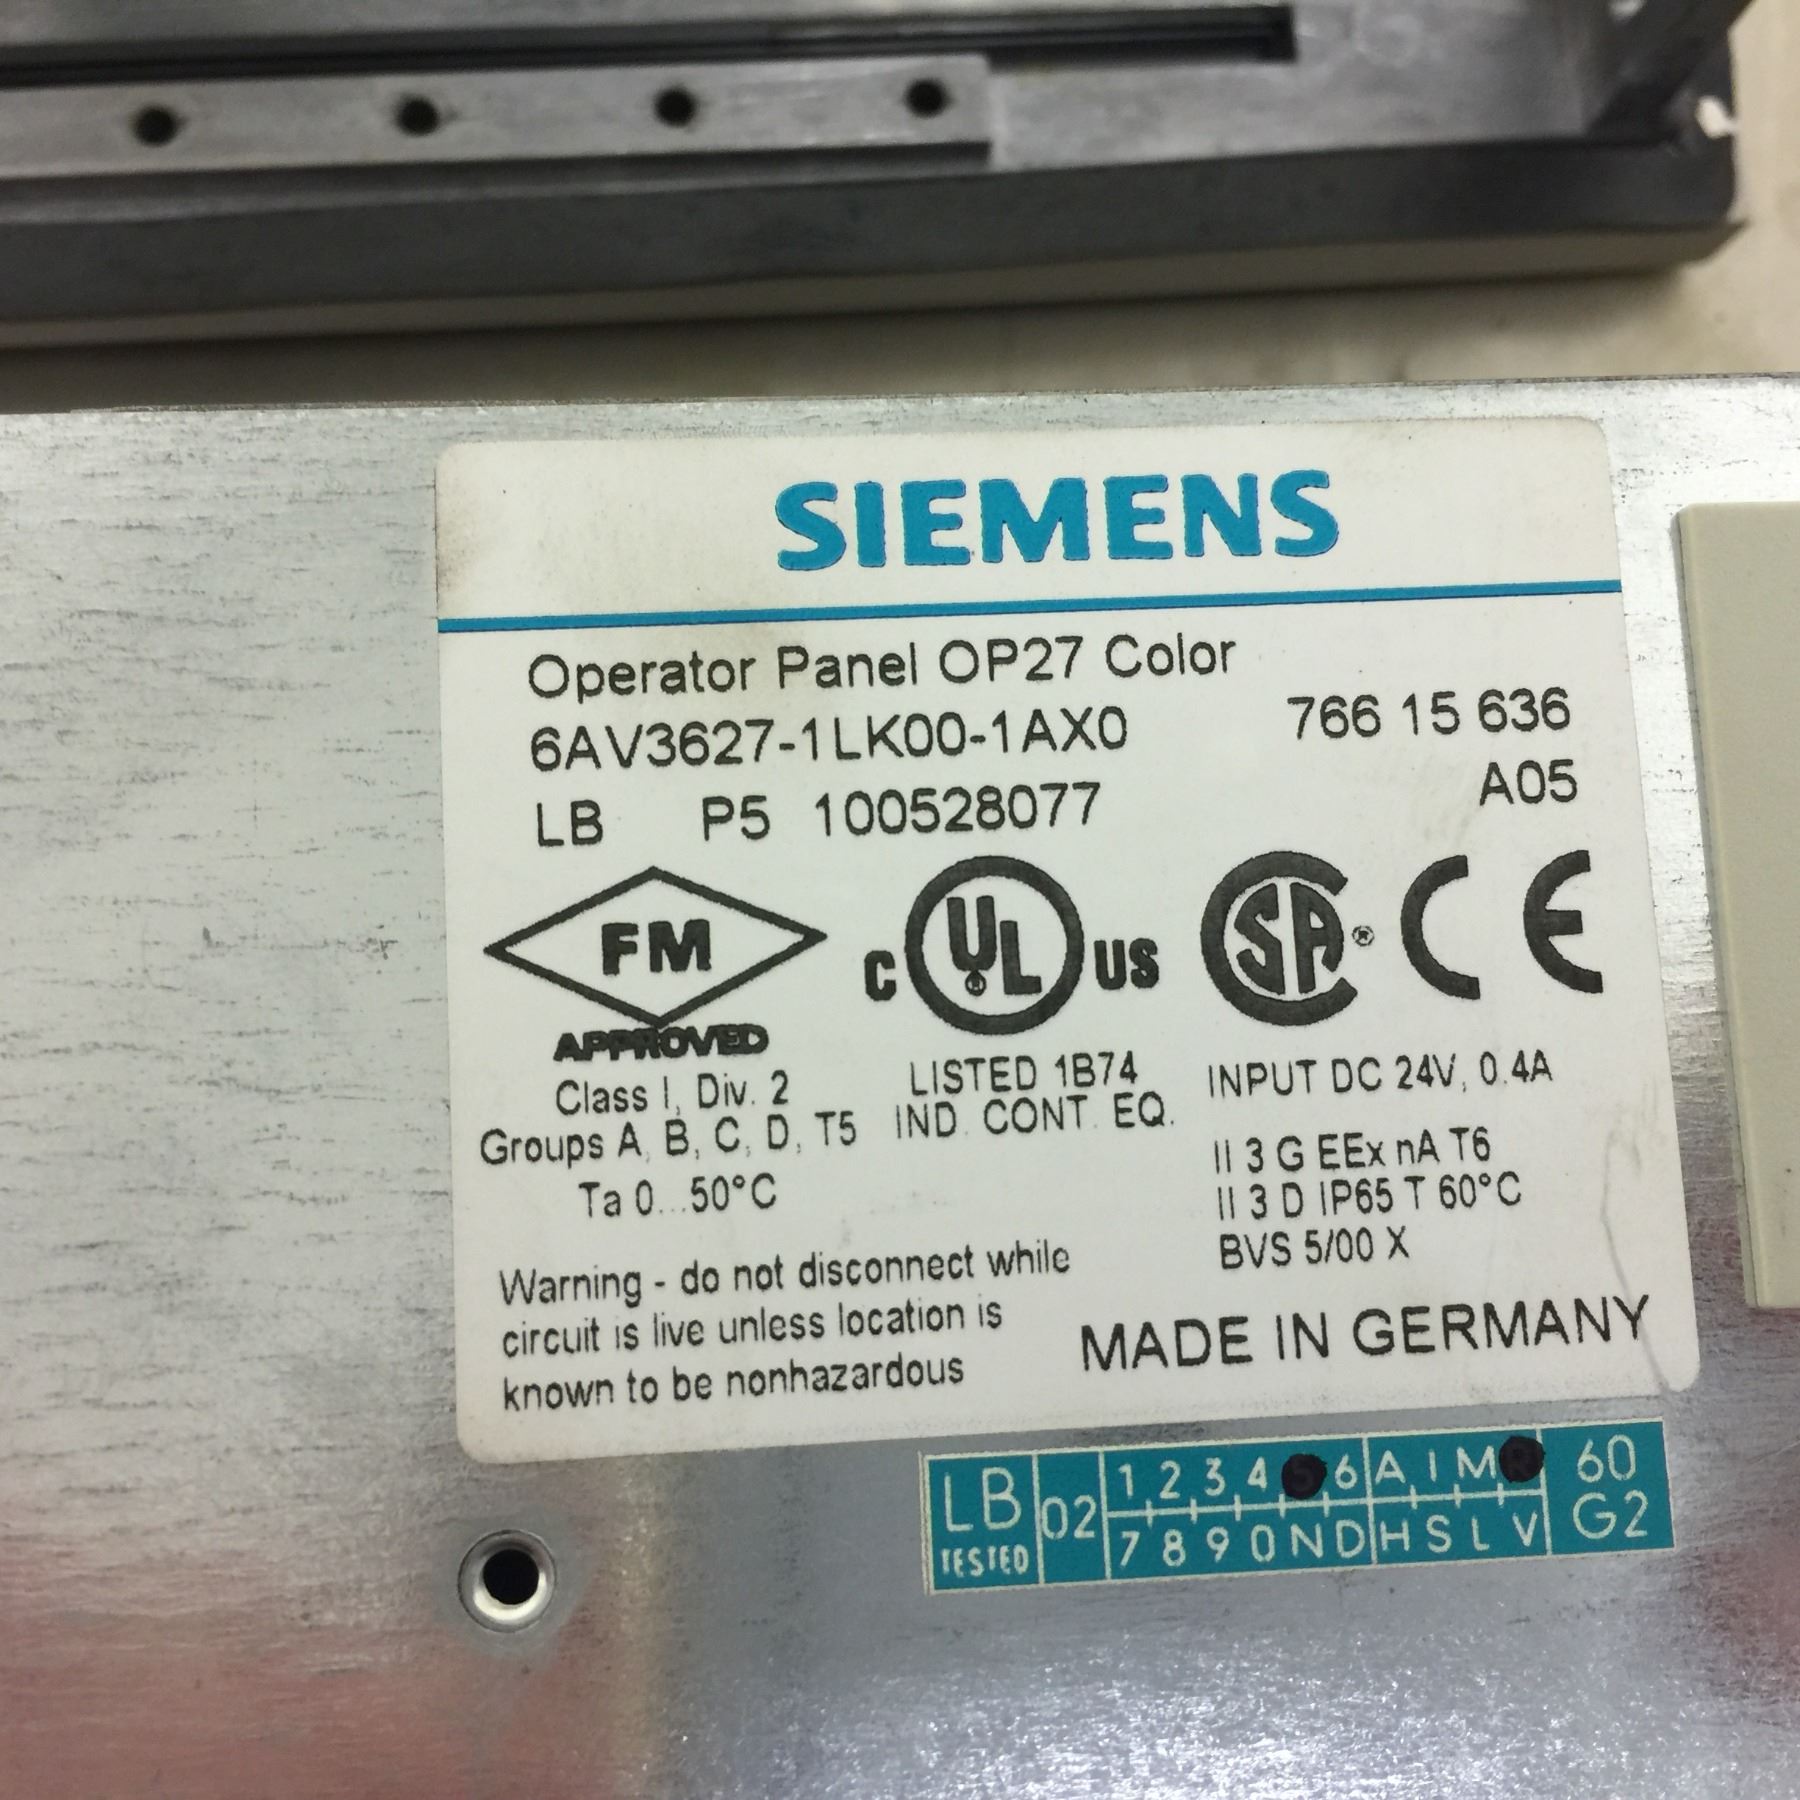 SIEMENS
Operator Panel OP27 Color
6AV3627-1LK00-1AX0 766 15 636
LB P5 100528077 A05
FM C UL US SA ® CE
APPROVED
Class I, Div. 2 LISTED 1B74 INPUT DC 24V, 0.4A
Groups A, B, C, D, T5 IND. CONT. EQ.
Ta 0...50°C
II 3 G EEx nA T6
II 3 D IP65 T 60°C
BVS 5/00 X
Warning - do not disconnect while
circuit is live unless location is
known to be nonhazardous
MADE IN GERMANY
LB TESTED 02
1 2 3 4 5 6 A I M
7 8 9 0 N D H S L V
60
G2